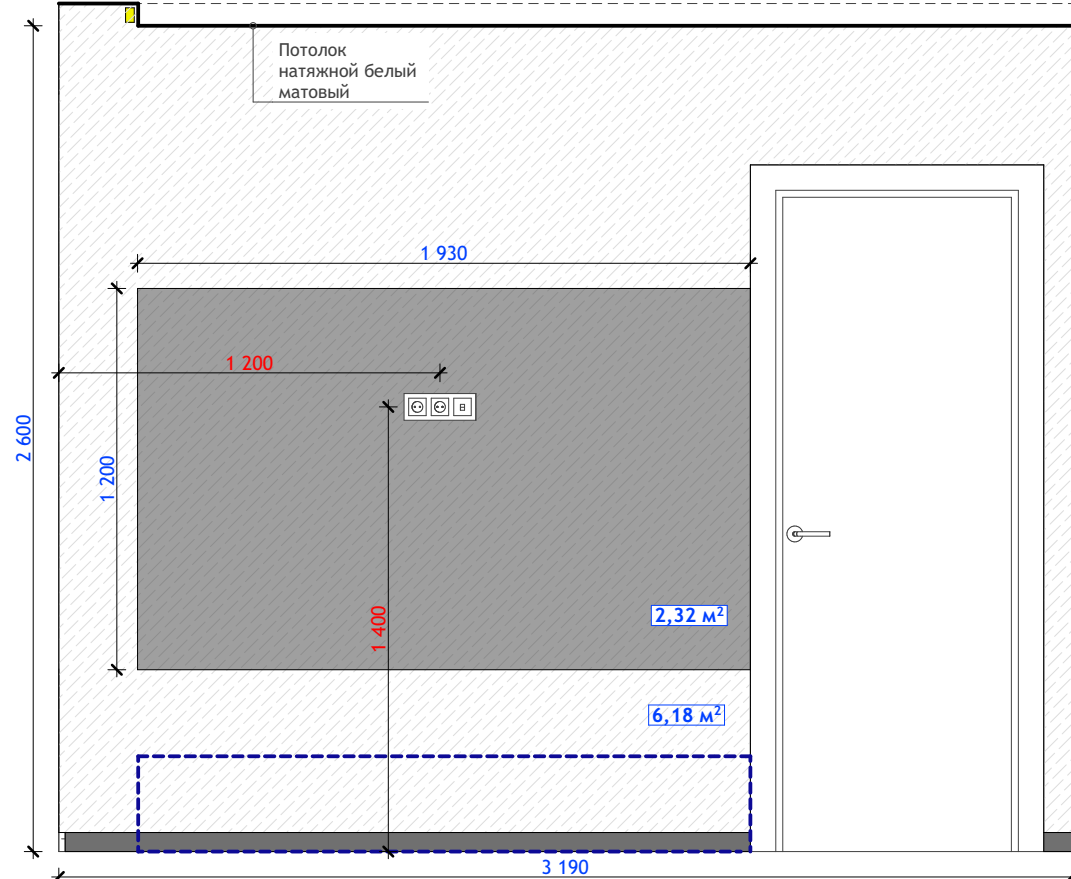 Потолок
натяжной белый
матовый
1 930
1 200
2 600
1 200
1 400
2,32 м²
6,18 м²
3 190